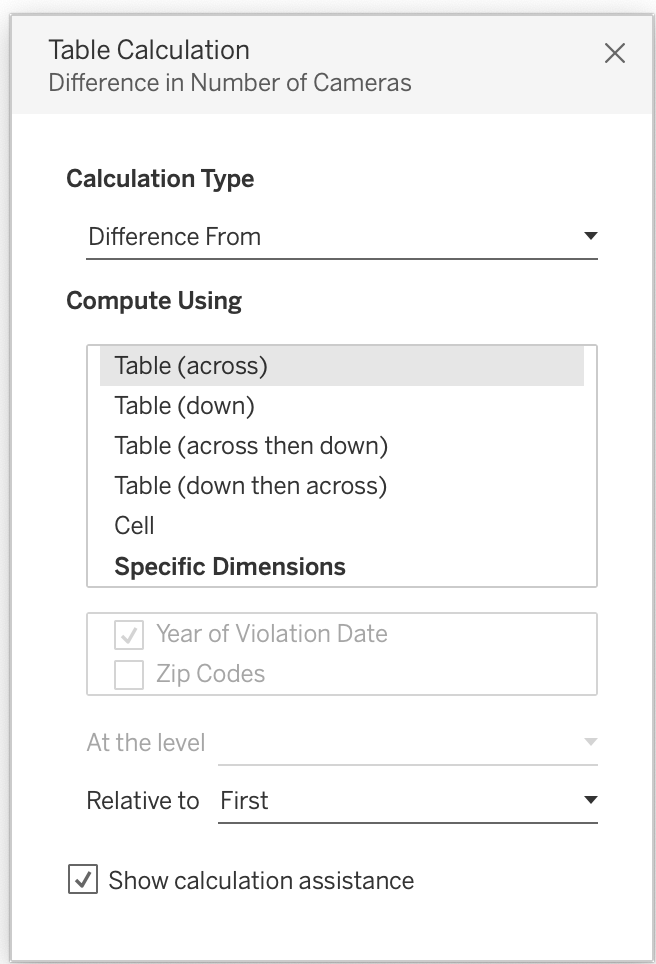 Table Calculation
Difference in Number of Cameras
Calculation Type
Difference From
Compute Using
Table (across)
Table (down)
Table (across then down)
Table (down then across)
Cell
Specific Dimensions
Year of Violation Date
Zip Codes
At the level
Relative to First
Show calculation assistance